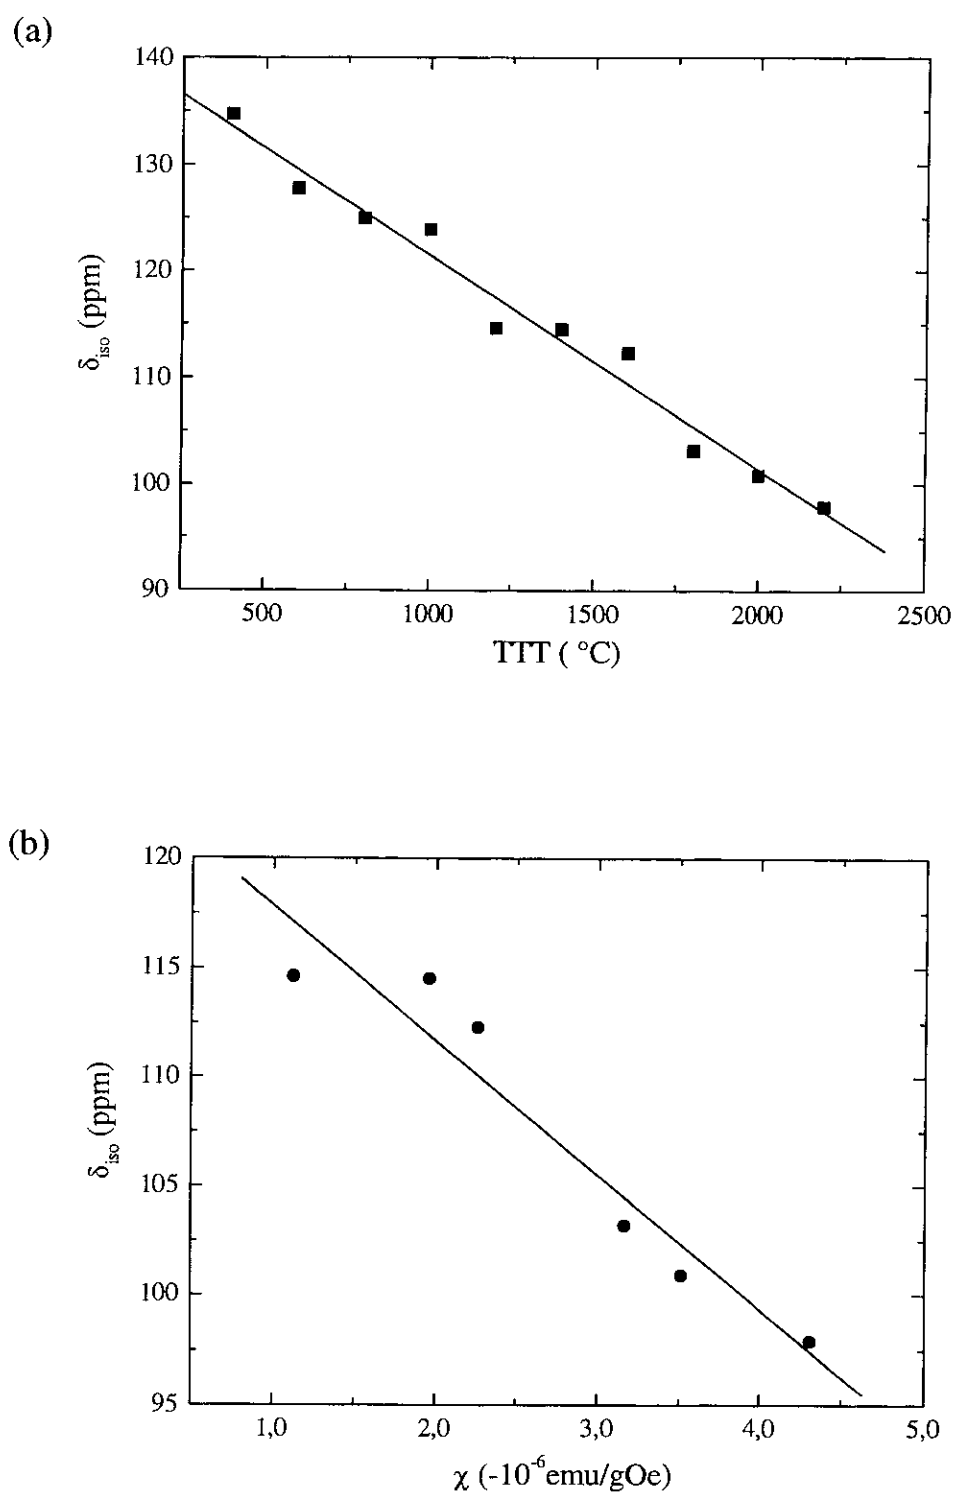 (a)
140
130
120
110
100
90
δiso (ppm)
500 1000 1500 2000 2500
TTT ( °C)
(b)
120
115
110
105
100
95
δiso (ppm)
1,0 2,0 3,0 4,0 5,0
χ (-10-6emu/gOe)